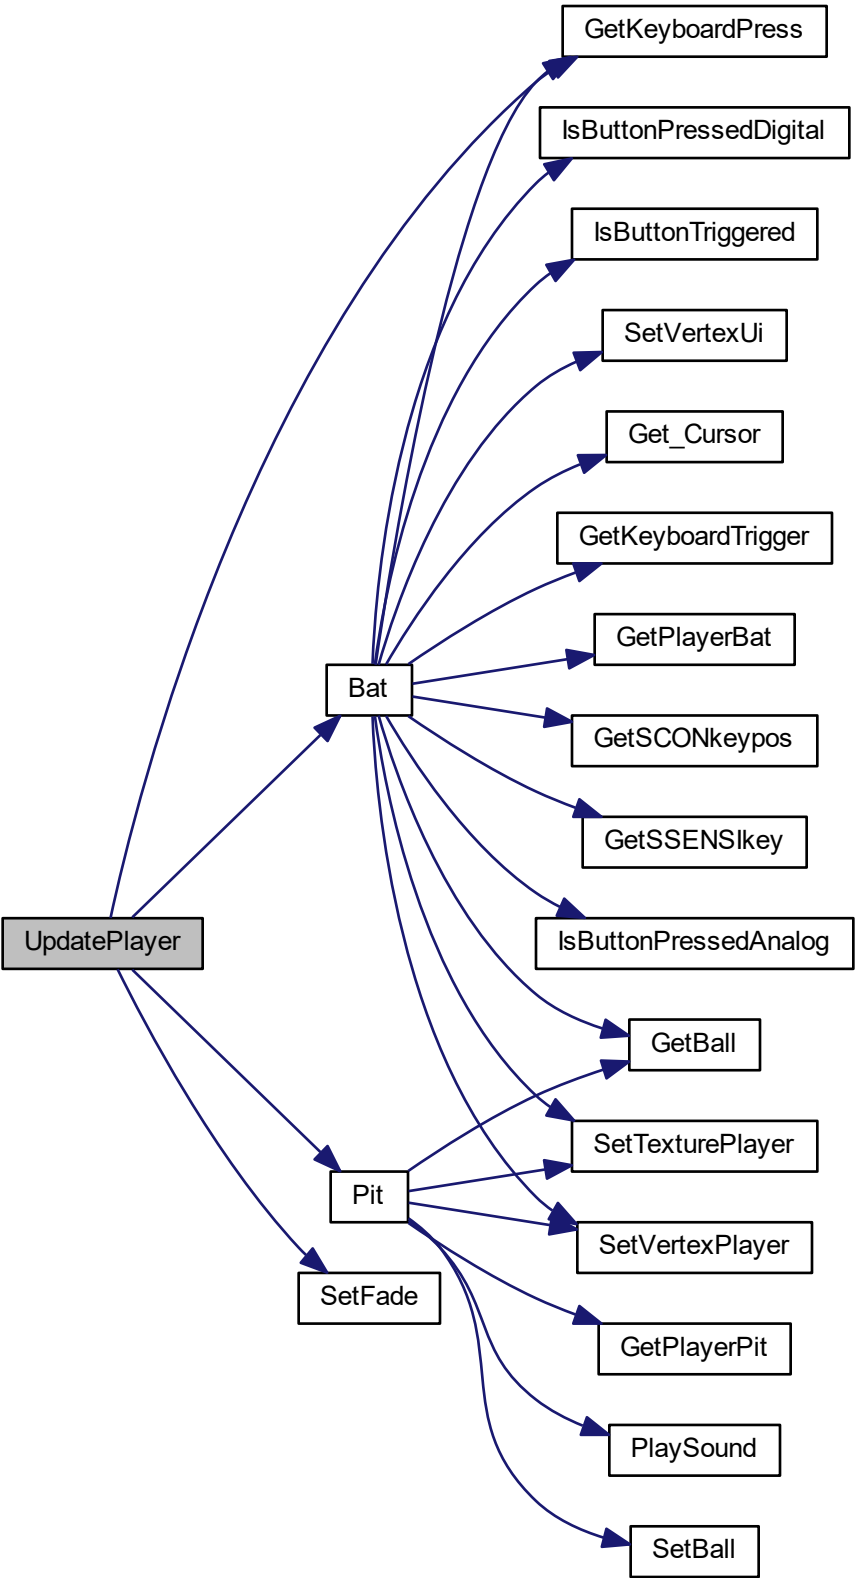 GetKeyboardPress
IsButtonPressedDigital
IsButtonTriggered
SetVertexUi
Get_Cursor
GetKeyboardTrigger
GetPlayerBat
Bat
GetSCONkeypos
GetSSENSIkey
UpdatePlayer
IsButtonPressedAnalog
GetBall
SetTexturePlayer
Pit
SetVertexPlayer
SetFade
GetPlayerPit
PlaySound
SetBall